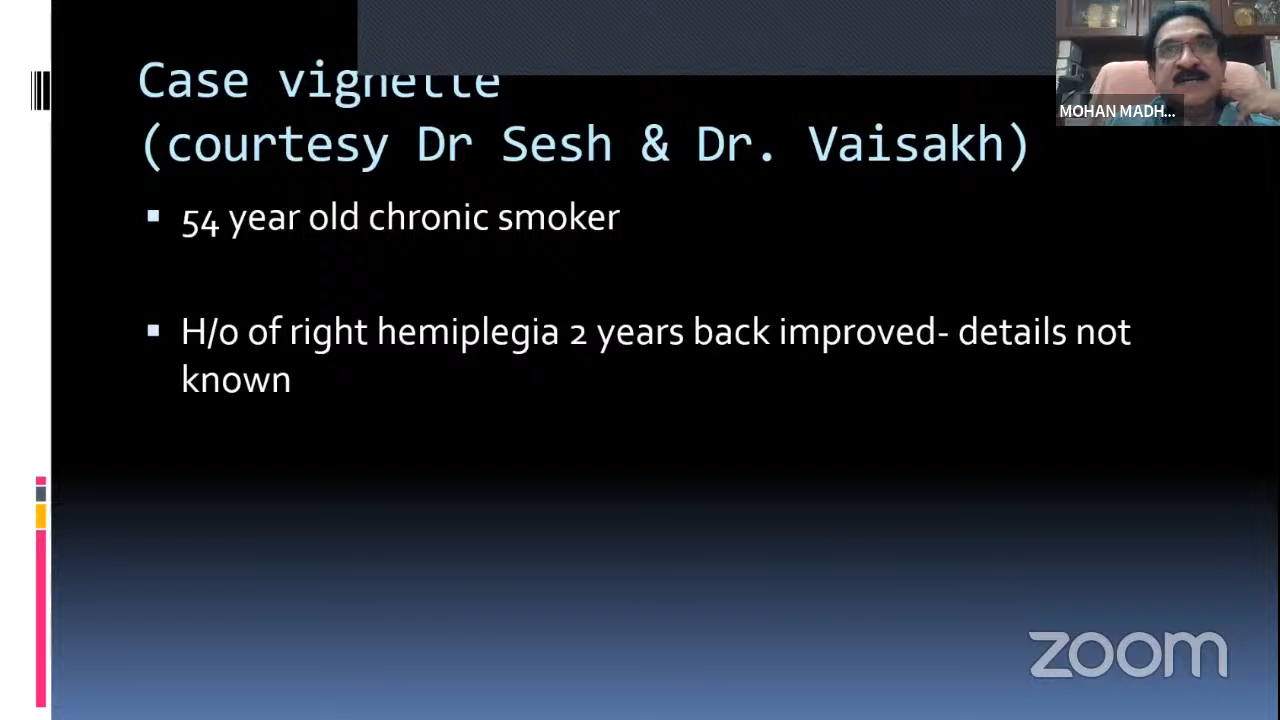 Case vignette
(courtesy Dr Sesh & Dr. Vaisakh)
MOHAN MADH...
54 year old chronic smoker
H/o of right hemiplegia 2 years back improved- details not
known
zoom